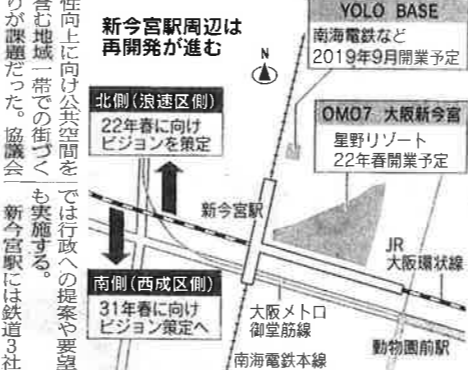 新今宮駅周辺は
再開発が進む
N
YOLO BASE
南海電鉄など
2019年9月開業予定
北側(浪速区側)
22年春に向け
ビジョンを策定
OMO7 大阪新今宮
星野リゾート
22年春開業予定
新今宮駅
JR
大阪環状線
南側(西成区側)
31年春に向け
ビジョン策定へ
大阪メトロ
御堂筋線
動物園前駅
南海電鉄本線
性向上に向け公共空間を
含む地域一帯での街づく
りが課題だった。協議会
では行政への提案や要望
も実施する。
新今宮駅には鉄道3社